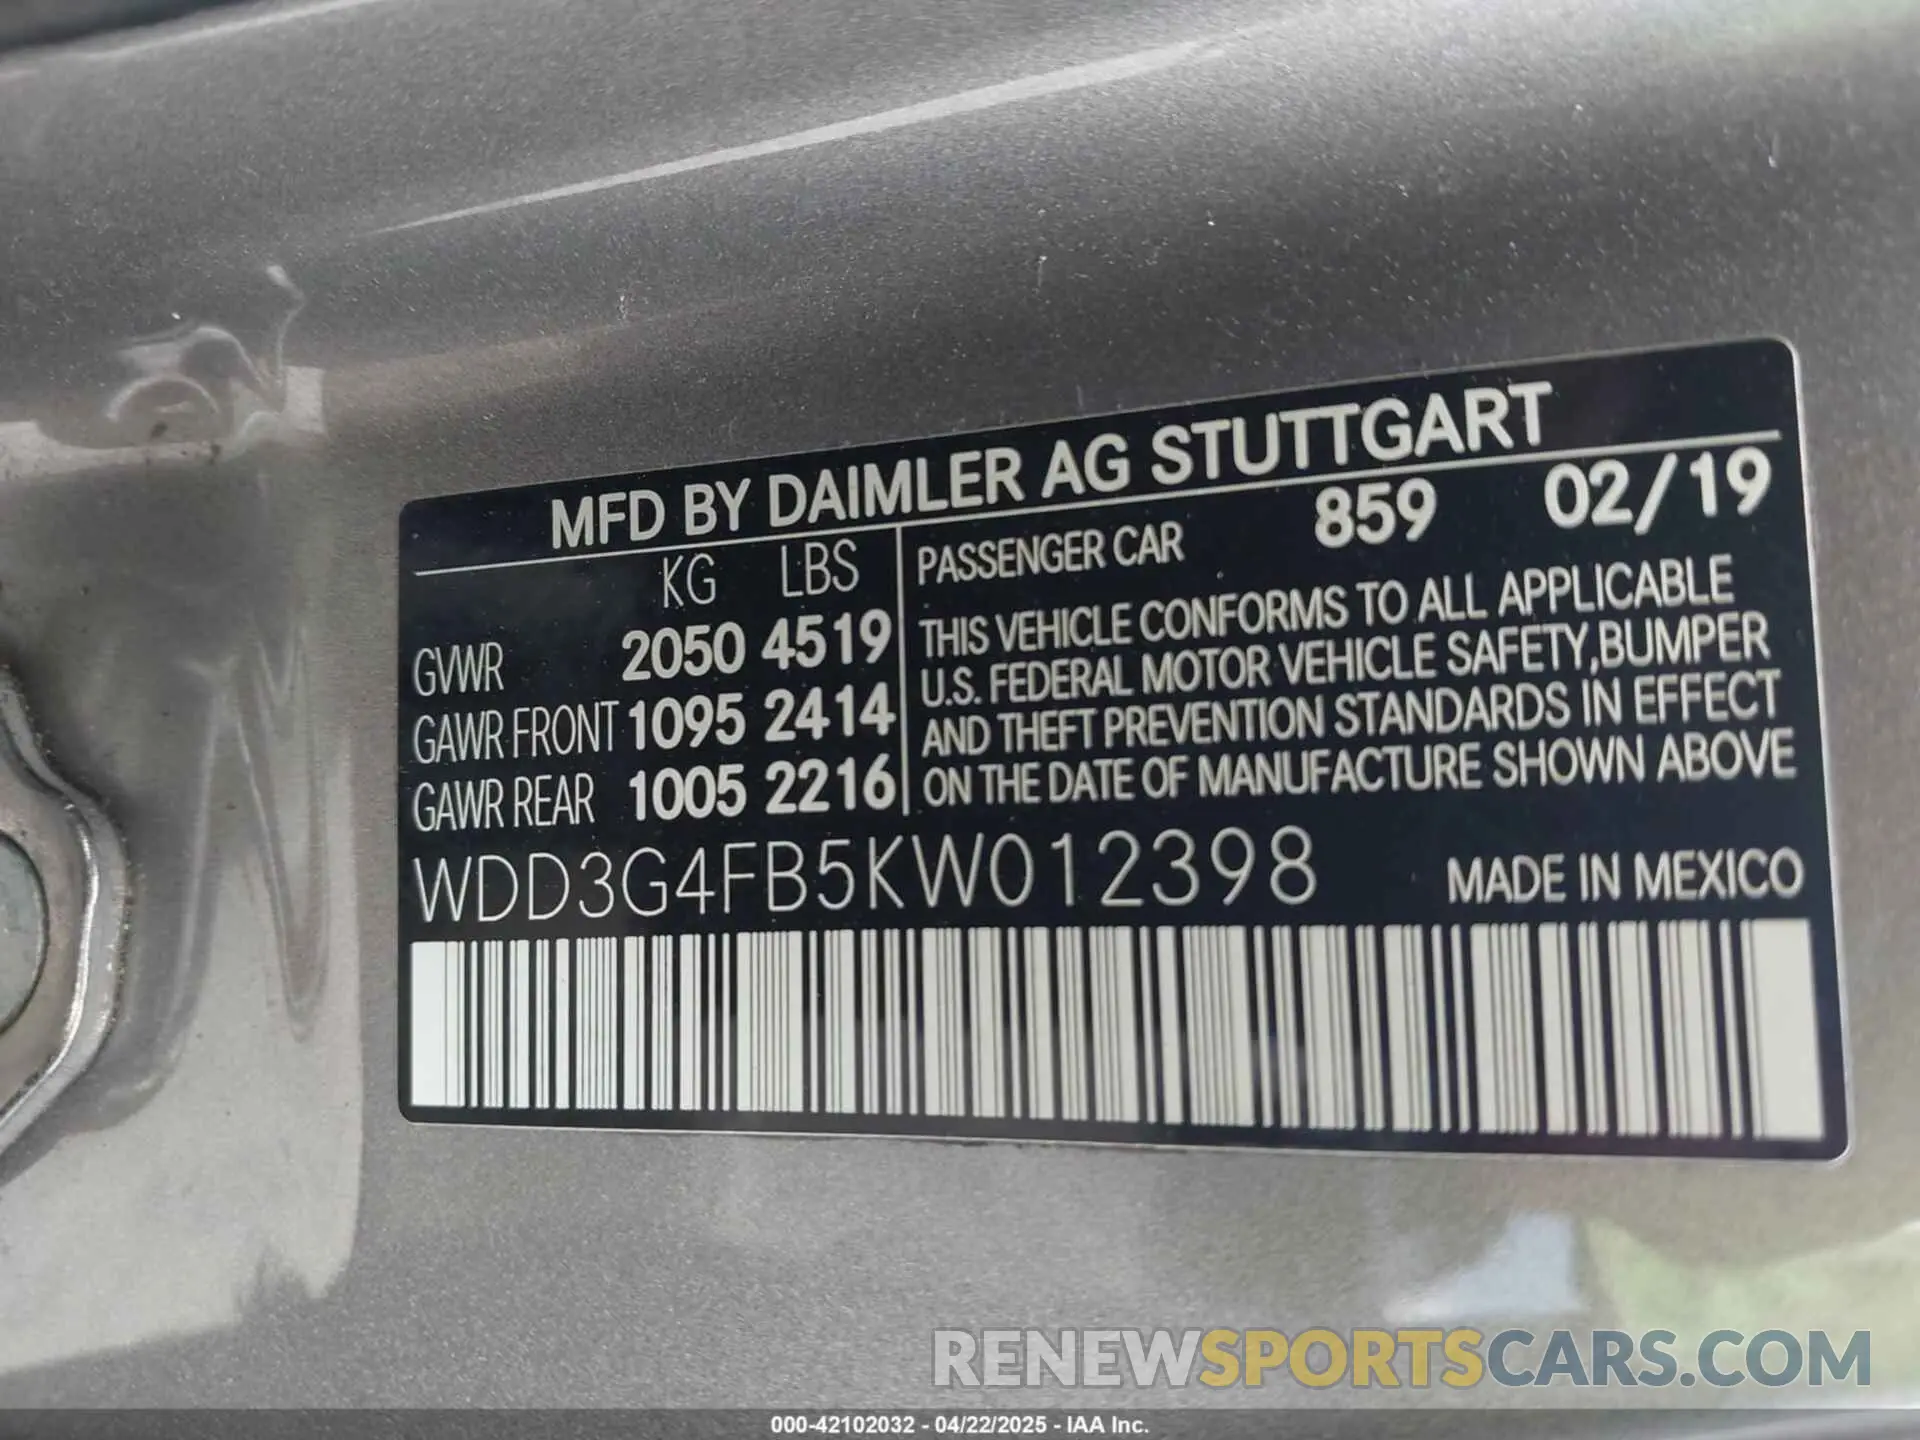 MFD BY DAIMLER AG STUTTGART
KG LBS
GVWR 2050 4519
GAWR FRONT 1095 2414
GAWR REAR 1005 2216
PASSENGER CAR 859 02/19
THIS VEHICLE CONFORMS TO ALL APPLICABLE
U.S. FEDERAL MOTOR VEHICLE SAFETY,BUMPER
AND THEFT PREVENTION STANDARDS IN EFFECT
ON THE DATE OF MANUFACTURE SHOWN ABOVE
WDD3G4FB5KW012398 MADE IN MEXICO
RENEWSPORTSCARS.COM
000-42102032 - 04/22/2025 - IAA Inc.